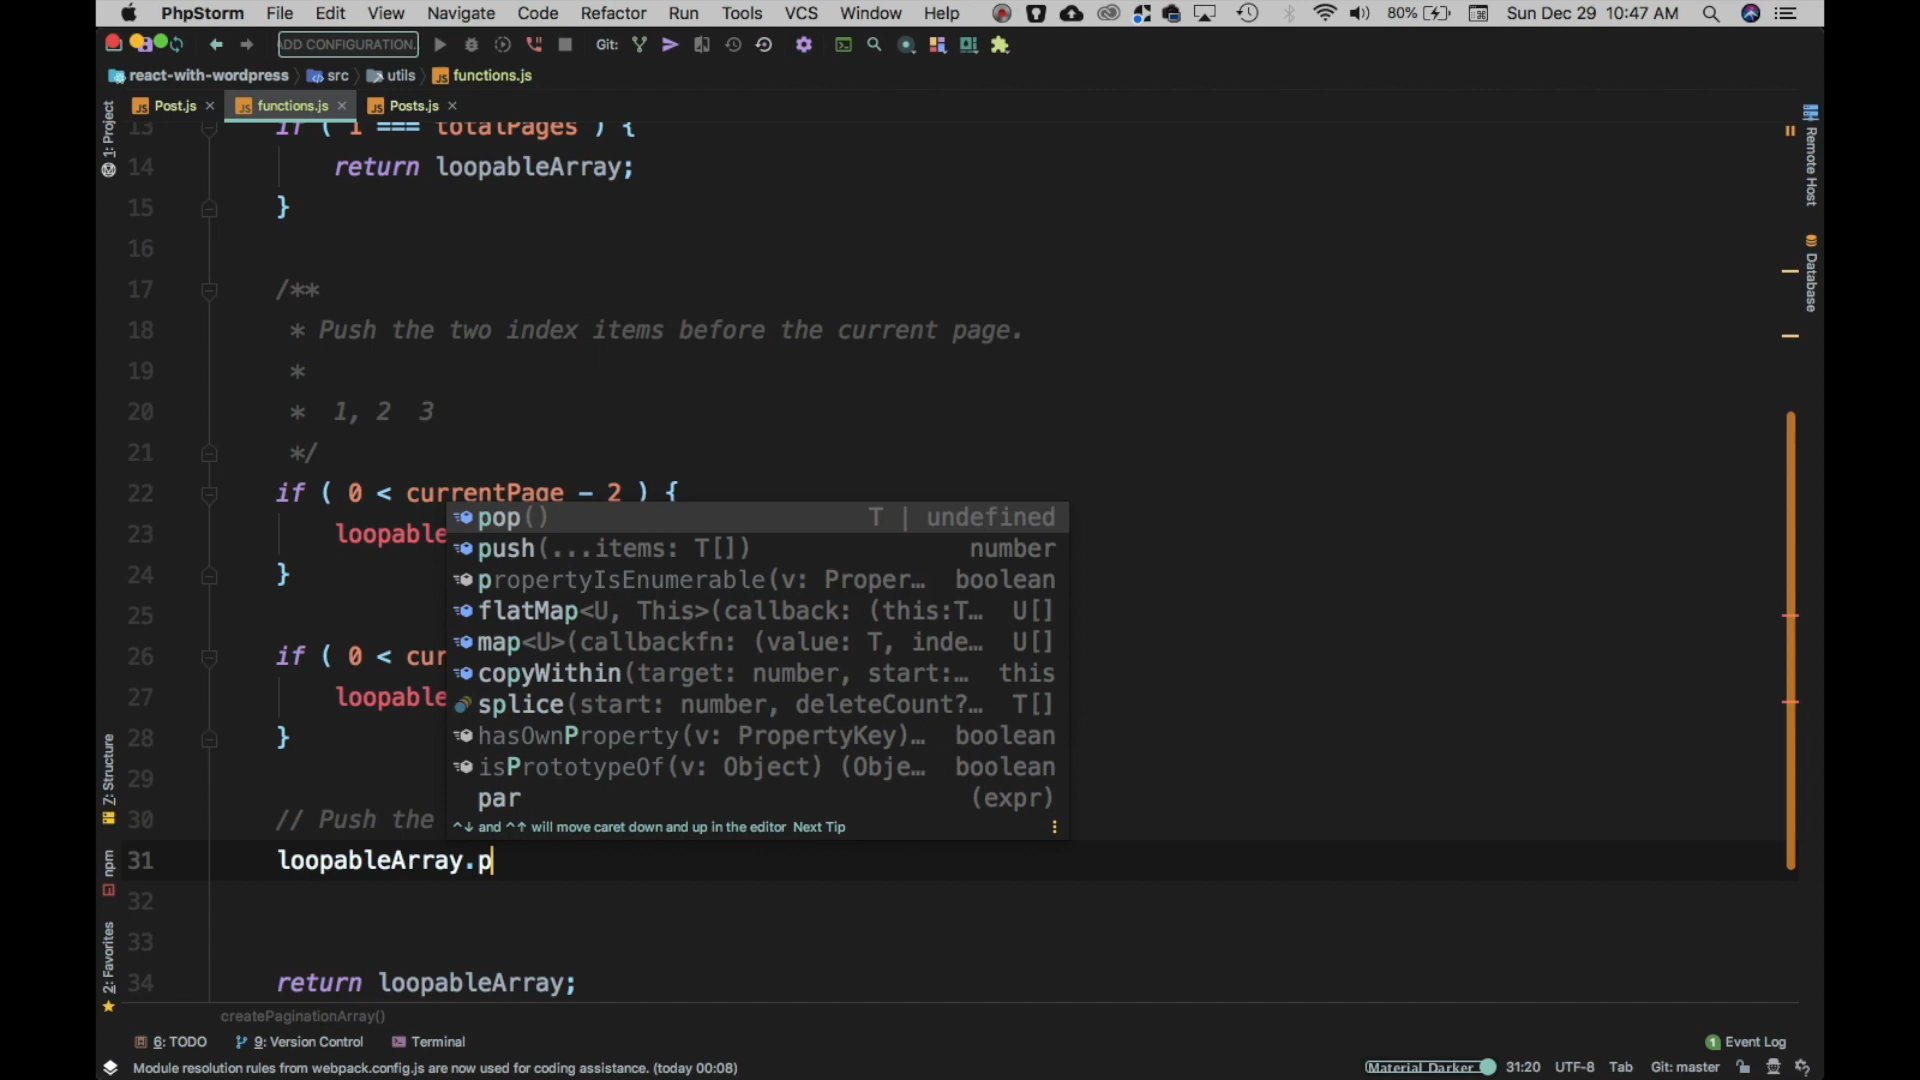 PhpStorm File Edit View Navigate Code Refactor Run Tools VCS Window Help 80% Sun Dec 29 10:47 AM
ADD CONFIGURATION. Git:
react-with-wordpress src utils functions.js
Post.js functions.js Posts.js
13 if ( 1 === totalPages ) {
14 return loopableArray;
15 }
16
17 /**
18 * Push the two index items before the current page.
19 *
20 * 1, 2 3
21 */
22 if ( 0 < currentPage - 2 ) {
23 loopable
24 }
25
26 if ( 0 < cur
27 loopable
28 }
29
30 // Push the
31 loopableArray.p
32
33
34 return loopableArray;
pop() T | undefined
push(...items: T[]) number
propertyIsEnumerable(v: Proper… boolean
flatMap<U, This>(callback: (this:T… U[]
map<U>(callbackfn: (value: T, inde… U[]
copyWithin(target: number, start:… this
splice(start: number, deleteCount?… T[]
hasOwnProperty(v: PropertyKey)… boolean
isPrototypeOf(v: Object) (Obje… boolean
par (expr)
^↓ and ^↑ will move caret down and up in the editor Next Tip
1: Project
7: Structure
npm
2: Favorites
Remote Host
Database
createPaginationArray()
6: TODO 9: Version Control Terminal 1 Event Log
Module resolution rules from webpack.config.js are now used for coding assistance. (today 00:08) Material Darker 31:20 UTF-8 Tab Git: master